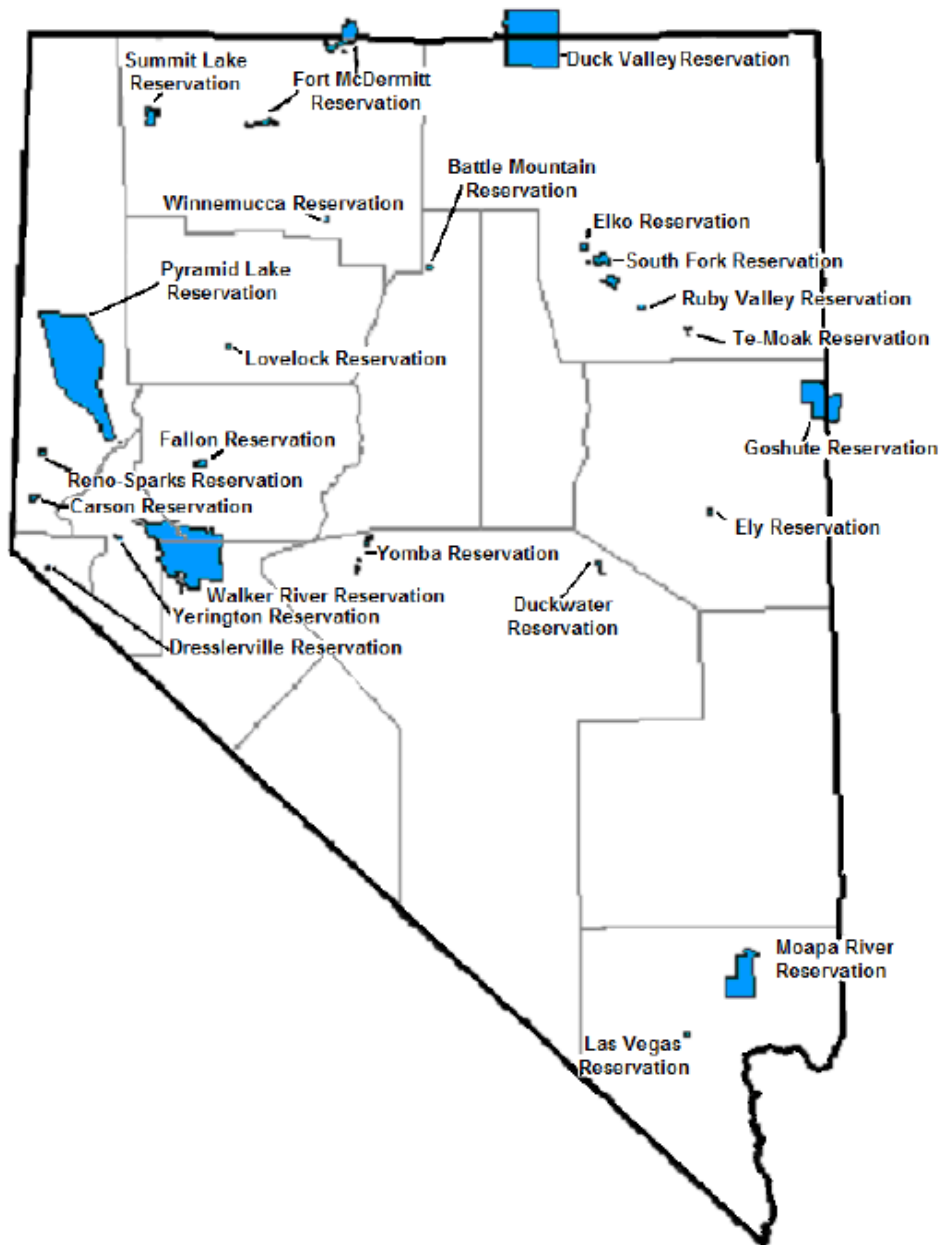 Summit Lake
Reservation
Fort McDermitt
Reservation
Duck Valley Reservation
Battle Mountain
Reservation
Winnemucca Reservation
Elko Reservation
South Fork Reservation
Pyramid Lake
Reservation
Ruby Valley Reservation
Te-Moak Reservation
Lovelock Reservation
Goshute Reservation
Fallon Reservation
Reno-Sparks Reservation
Carson Reservation
Ely Reservation
Yomba Reservation
Walker River Reservation
Duckwater
Reservation
Yerington Reservation
Dresslerville Reservation
Moapa River
Reservation
Las Vegas
Reservation